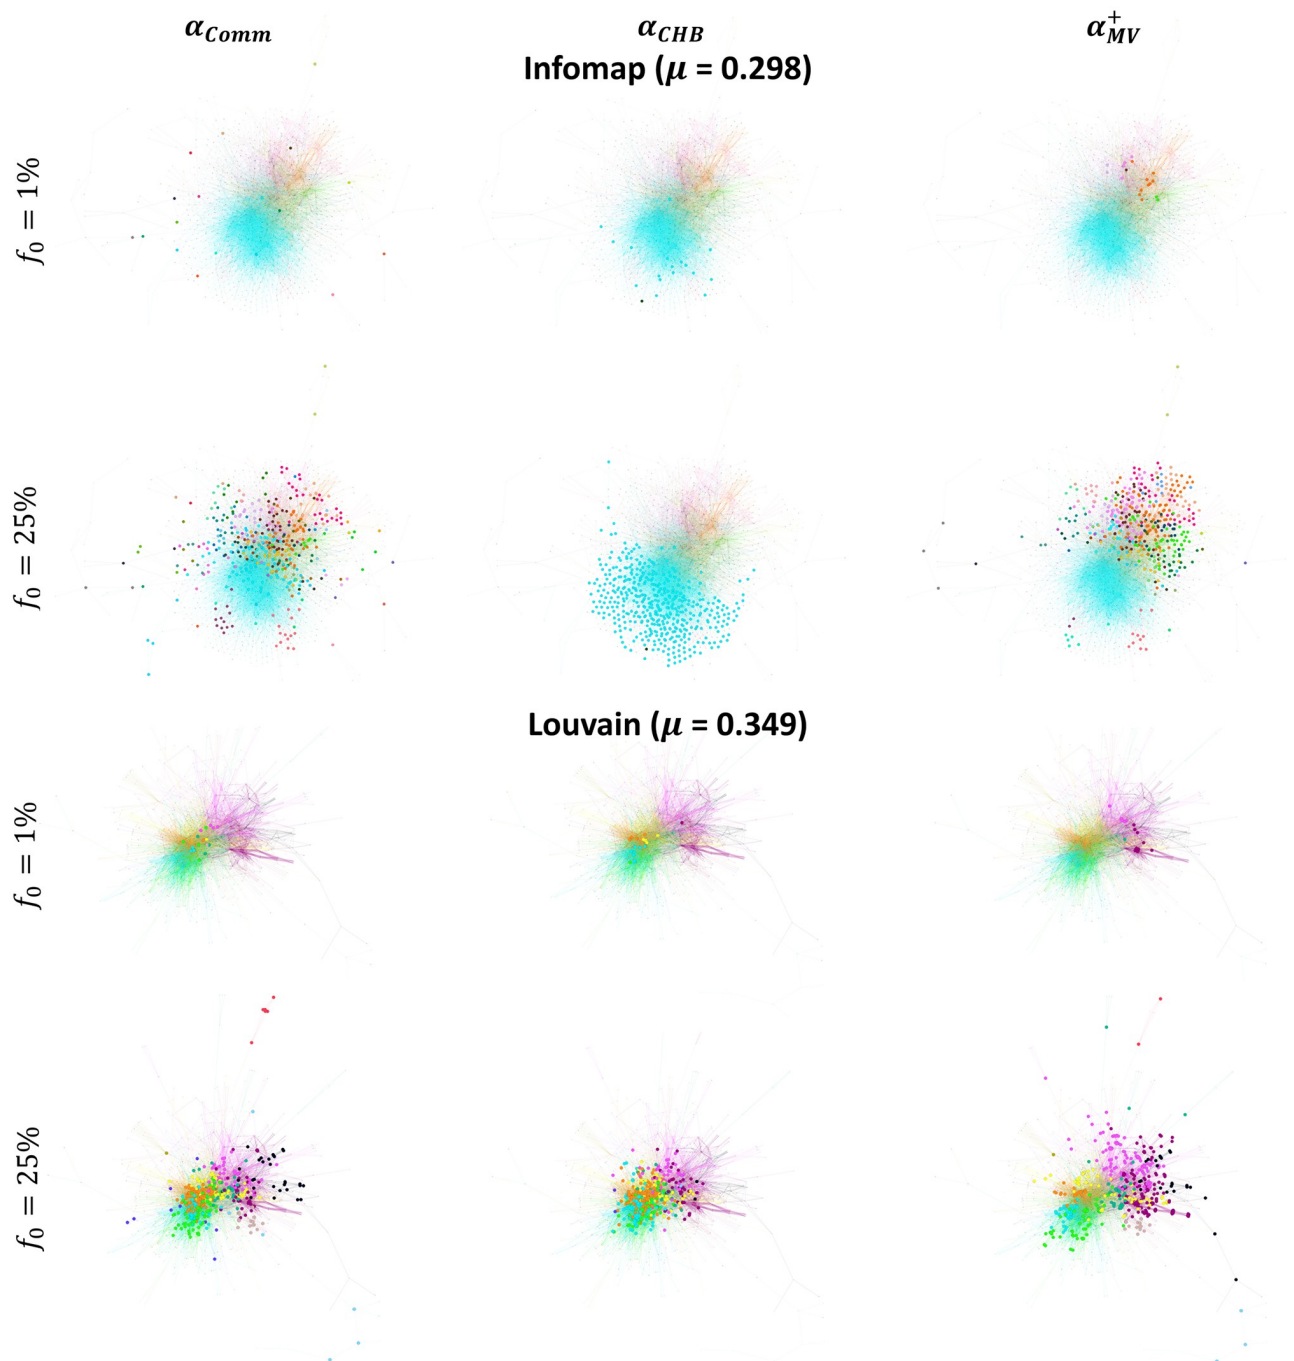 α_Comm α_CHB α⁺_MV
Infomap (μ = 0.298)
f₀ = 1%
f₀ = 25%
Louvain (μ = 0.349)
f₀ = 1%
f₀ = 25%